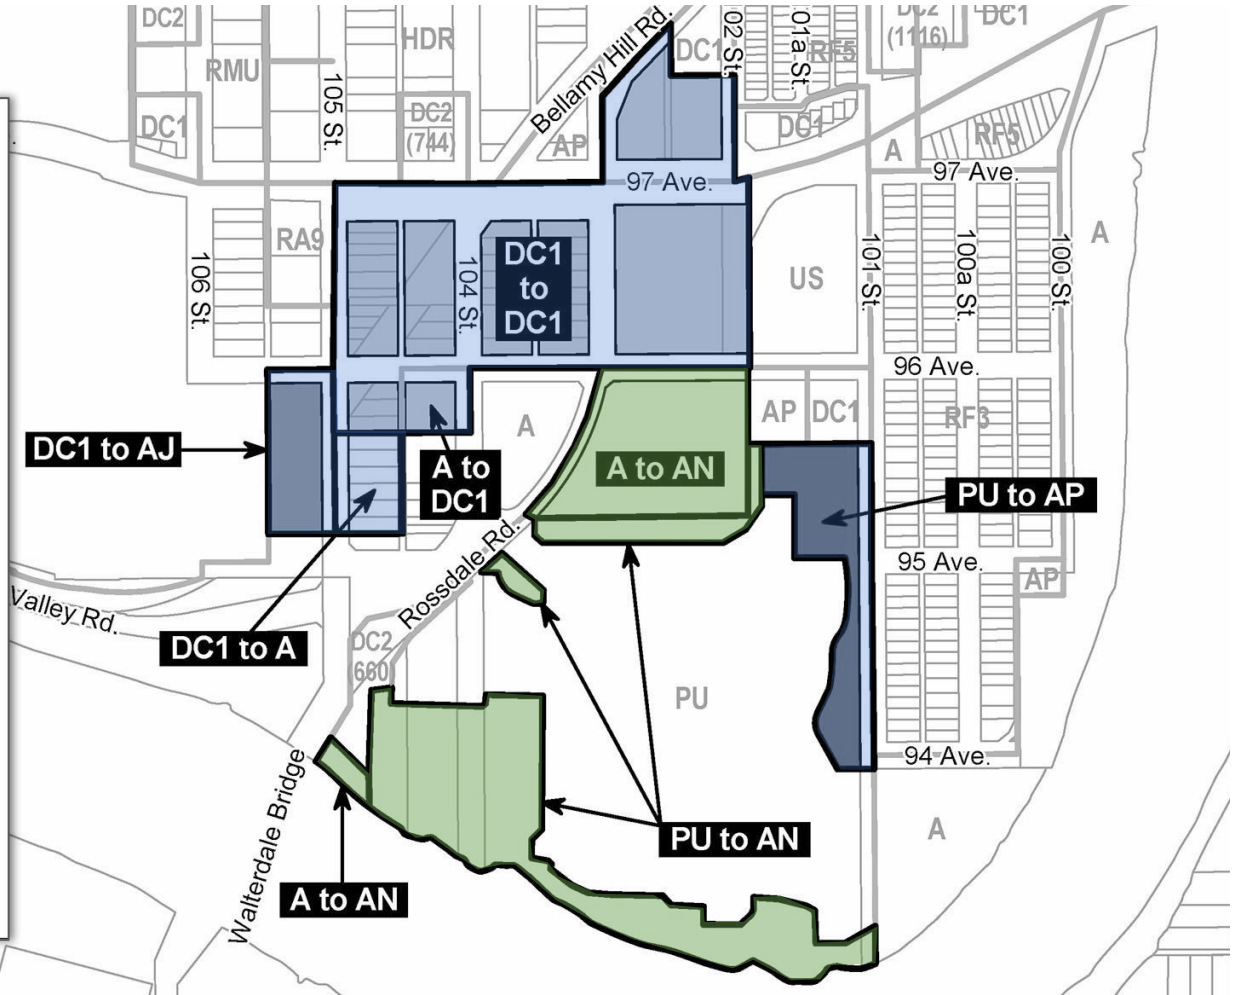 DC2
HDR
RMU
105 St.
DC1
DC2
(744)
Bellamy Hill Rd.
AP
DC1
02 St.
01a St.
RF5
DC2
(1116)
DC1
DC1
A
RF5
97 Ave.
97 Ave.
A
RA9
106 St.
104 St.
DC1
to
DC1
US
101 St.
100a St.
100 St.
96 Ave.
DC1 to AJ
A to
DC1
A
A to AN
AP
DC1
RF3
PU to AP
Rossdale Rd.
95 Ave.
AP
Valley Rd.
DC1 to A
DC2
(660)
PU
94 Ave.
Walterdale Bridge
A to AN
PU to AN
A